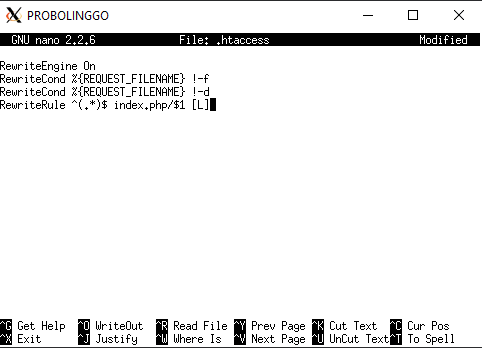 PROBOLINGGO
GNU nano 2.2.6 File: .htaccess Modified
RewriteEngine On
RewriteCond %{REQUEST_FILENAME} !-f
RewriteCond %{REQUEST_FILENAME} !-d
RewriteRule ^(.*)$ index.php/$1 [L]
^G Get Help ^O WriteOut ^R Read File ^Y Prev Page ^K Cut Text ^C Cur Pos
^X Exit ^J Justify ^W Where Is ^V Next Page ^U UnCut Text ^T To Spell